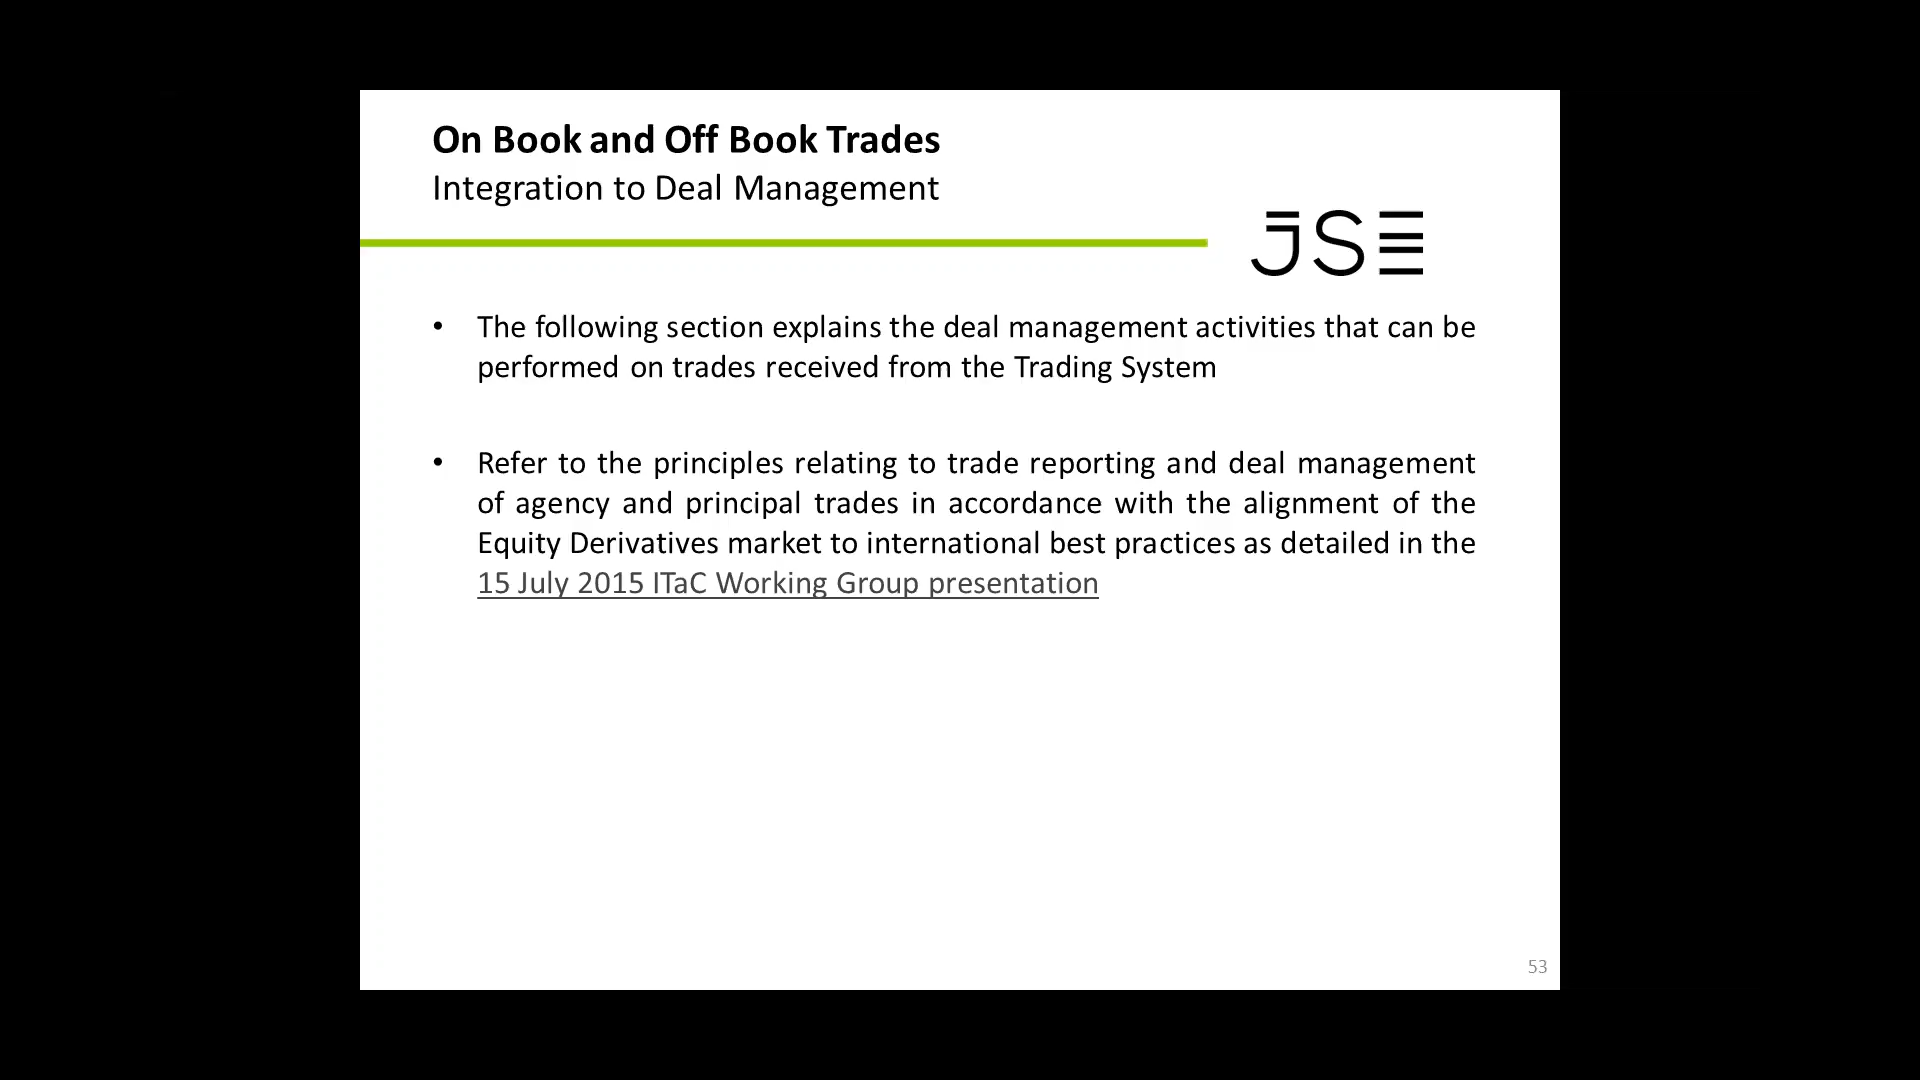 On Book and Off Book Trades
Integration to Deal Management
JSE
• The following section explains the deal management activities that can be
performed on trades received from the Trading System
• Refer to the principles relating to trade reporting and deal management
of agency and principal trades in accordance with the alignment of the
Equity Derivatives market to international best practices as detailed in the
15 July 2015 ITaC Working Group presentation
53